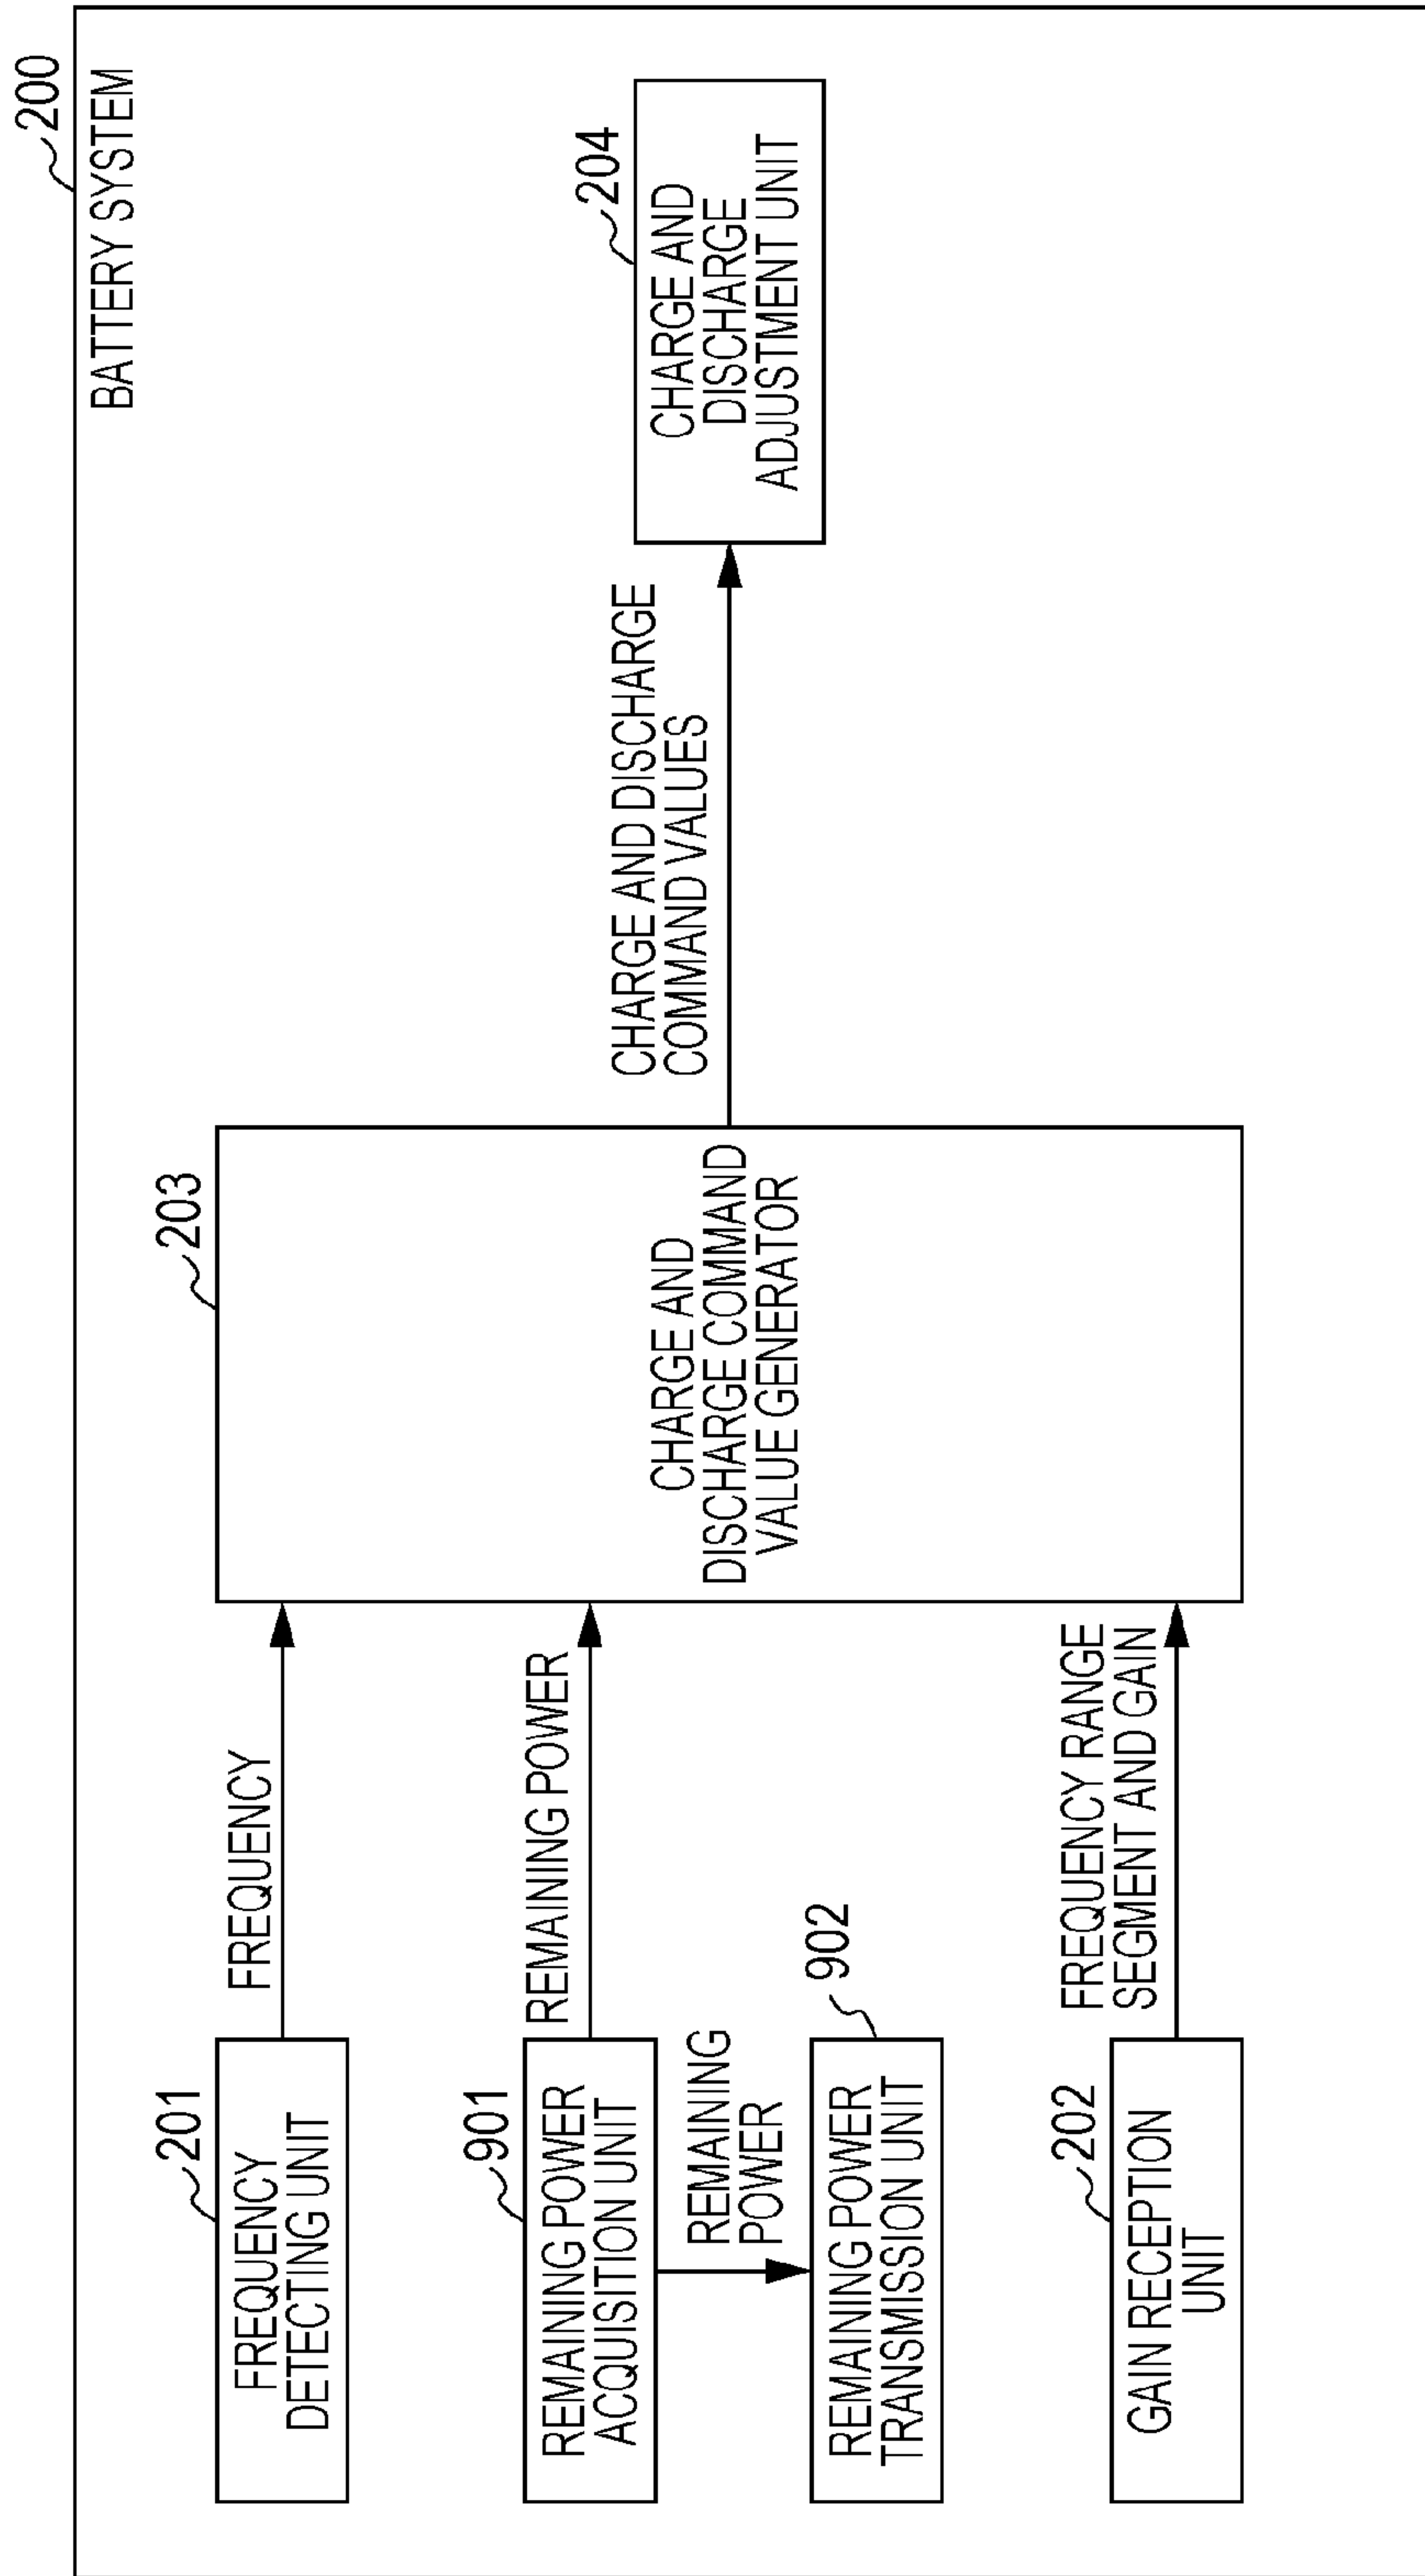 200
BATTERY SYSTEM
201
FREQUENCY
DETECTING UNIT
FREQUENCY
203
CHARGE AND
DISCHARGE COMMAND
VALUE GENERATOR
CHARGE AND DISCHARGE
COMMAND VALUES
204
CHARGE AND
DISCHARGE
ADJUSTMENT UNIT
901
REMAINING POWER
ACQUISITION UNIT
REMAINING POWER
REMAINING
POWER
902
REMAINING POWER
TRANSMISSION UNIT
202
GAIN RECEPTION
UNIT
FREQUENCY RANGE
SEGMENT AND GAIN